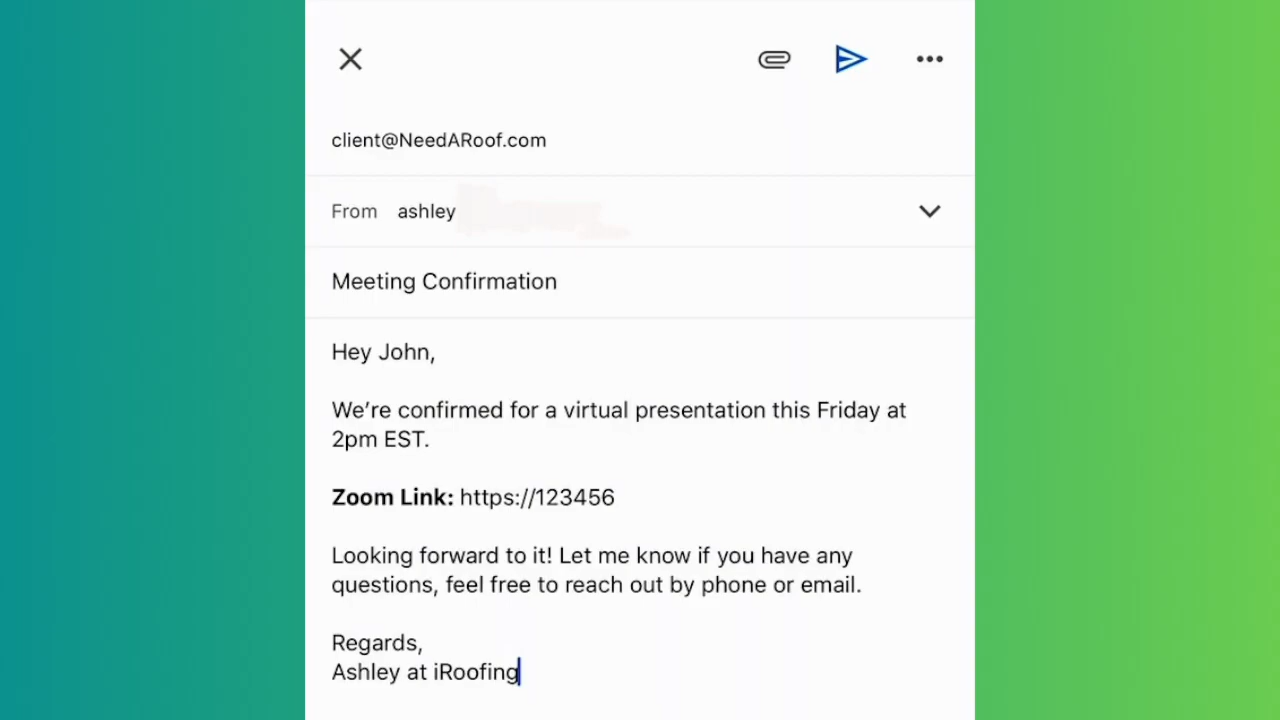 client@NeedARoof.com
From ashley
Meeting Confirmation
Hey John,
We’re confirmed for a virtual presentation this Friday at
2pm EST.
Zoom Link: https://123456
Looking forward to it! Let me know if you have any
questions, feel free to reach out by phone or email.
Regards,
Ashley at iRoofing